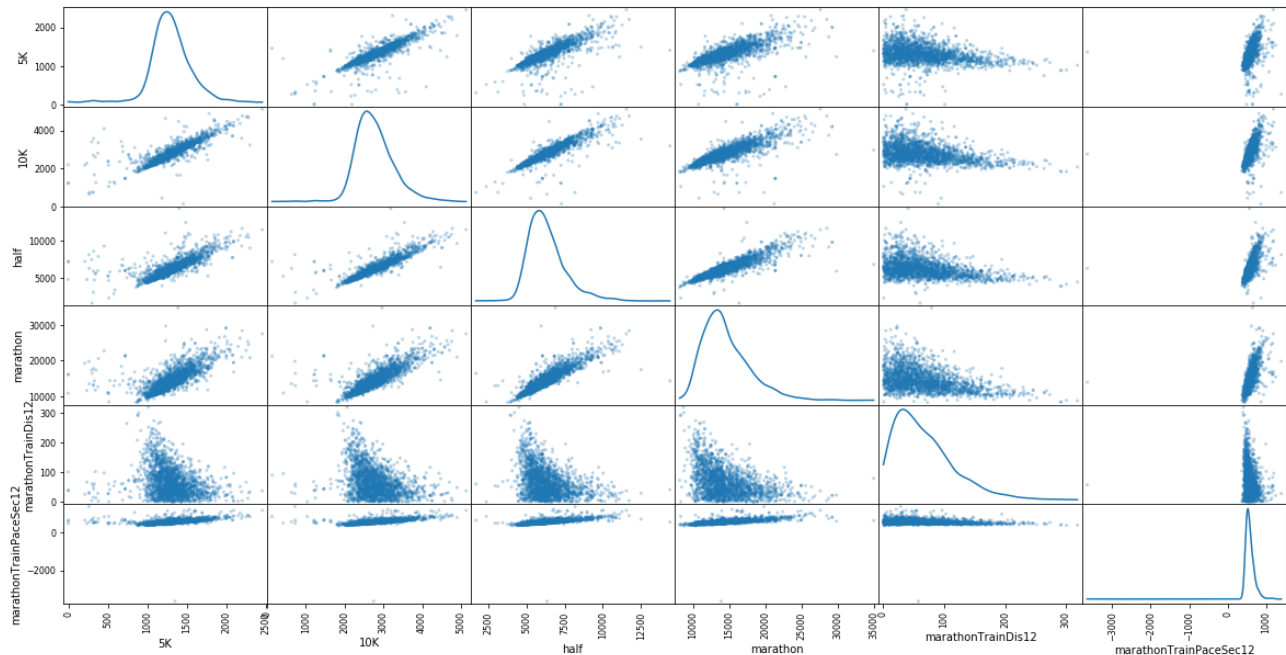 2000
1000
0
5K
4000
2000
0
10K
10000
5000
half
30000
20000
10000
marathon
300
200
100
0
marathonTrainDis12
0
−2000
marathonTrainPaceSec12
0 500 1000 1500 2000 2500
0 1000 2000 3000 4000 5000
2500 5000 7500 10000 12500
10000 15000 20000 25000 30000 35000
0 100 200 300
−3000 −2000 −1000 0 1000
5K 10K half marathon marathonTrainDis12 marathonTrainPaceSec12